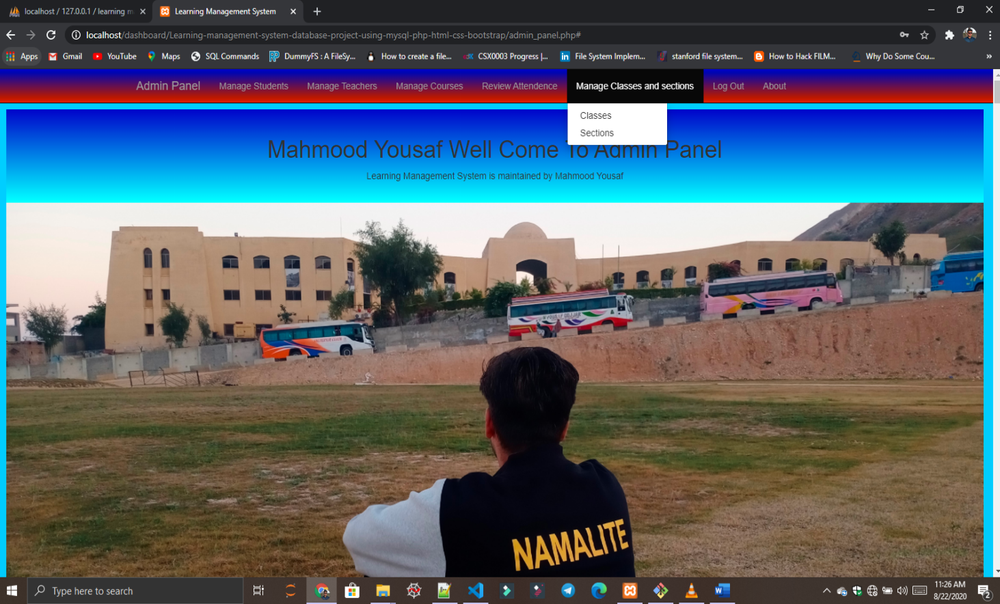 localhost / 127.0.0.1 / learning m
Learning Management System
localhost/dashboard/Learning-management-system-database-project-using-mysql-php-html-css-bootstrap/admin_panel.php#
Apps Gmail YouTube Maps SQL Commands DummyFS : A FileSy... How to create a file... CSX0003 Progress |... File System Implem... stanford file system... How to Hack FILM... Why Do Some Cou... »
Admin Panel Manage Students Manage Teachers Manage Courses Review Attendence Manage Classes and sections Log Out About
Classes
Sections
Mahmood Yousaf Well Come To Admin Panel
Learning Management System is maintained by Mahmood Yousaf
NAMALITE
Type here to search
11:26 AM
8/22/2020
2